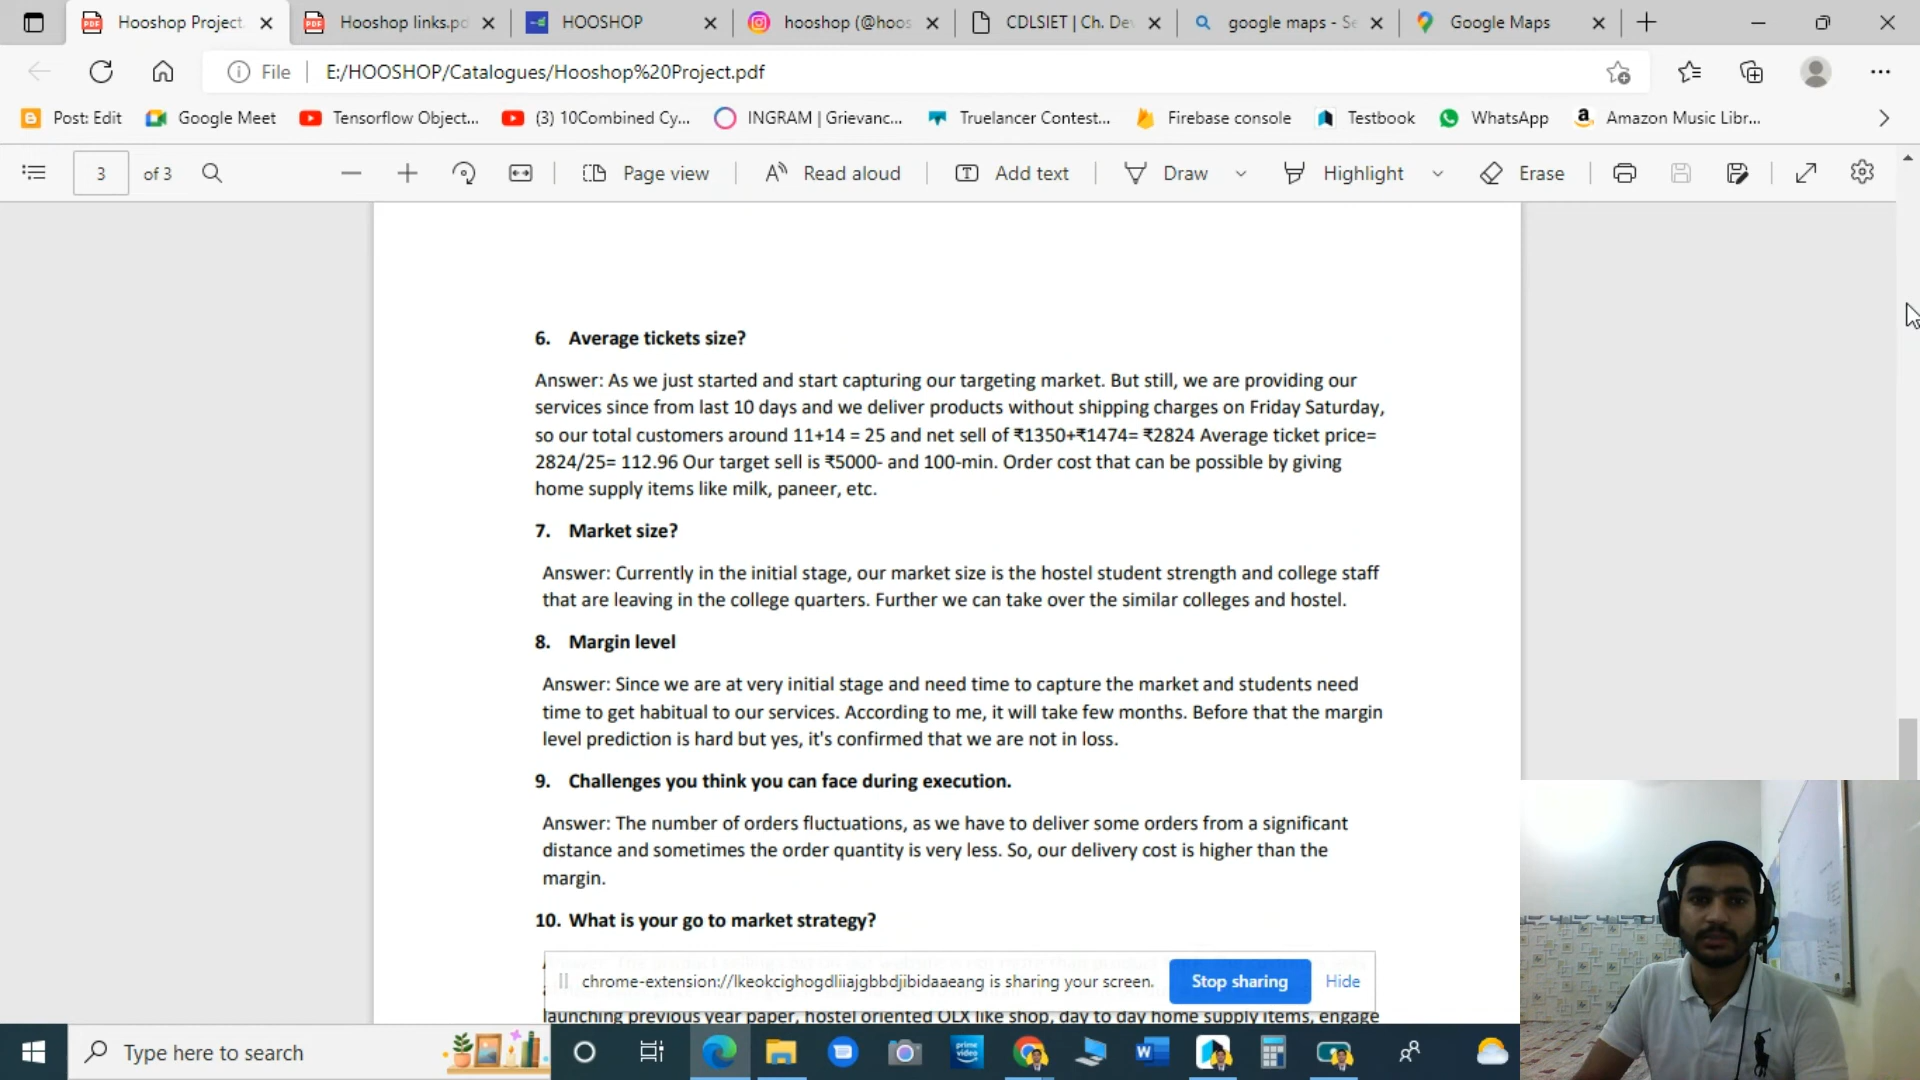 Hooshop Project
Hooshop links.pd
HOOSHOP
hooshop (@hoos
CDLSIET | Ch. De
google maps - Se
Google Maps
File
E:/HOOSHOP/Catalogues/Hooshop%20Project.pdf
Post: Edit
Google Meet
Tensorflow Object...
(3) 10Combined Cy...
INGRAM | Grievanc...
Truelancer Contest...
Firebase console
Testbook
WhatsApp
Amazon Music Libr...
3 of 3
Page view
Read aloud
Add text
Draw
Highlight
Erase
6. Average tickets size?
Answer: As we just started and start capturing our targeting market. But still, we are providing our
services since from last 10 days and we deliver products without shipping charges on Friday Saturday,
so our total customers around 11+14 = 25 and net sell of ₹1350+₹1474= ₹2824 Average ticket price=
2824/25= 112.96 Our target sell is ₹5000- and 100-min. Order cost that can be possible by giving
home supply items like milk, paneer, etc.
7. Market size?
Answer: Currently in the initial stage, our market size is the hostel student strength and college staff
that are leaving in the college quarters. Further we can take over the similar colleges and hostel.
8. Margin level
Answer: Since we are at very initial stage and need time to capture the market and students need
time to get habitual to our services. According to me, it will take few months. Before that the margin
level prediction is hard but yes, it's confirmed that we are not in loss.
9. Challenges you think you can face during execution.
Answer: The number of orders fluctuations, as we have to deliver some orders from a significant
distance and sometimes the order quantity is very less. So, our delivery cost is higher than the
margin.
10. What is your go to market strategy?
chrome-extension://lkeokcighogdliiajgbbdjibidaaeang is sharing your screen.
Stop sharing
Hide
launching previous year paper, hostel oriented OLX like shop, day to day home supply items, engage
Type here to search
prime video